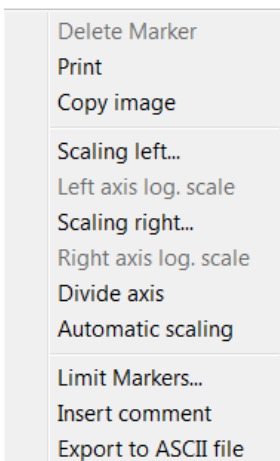 Delete Marker
Print
Copy image
Scaling left...
Left axis log. scale
Scaling right...
Right axis log. scale
Divide axis
Automatic scaling
Limit Markers...
Insert comment
Export to ASCII file